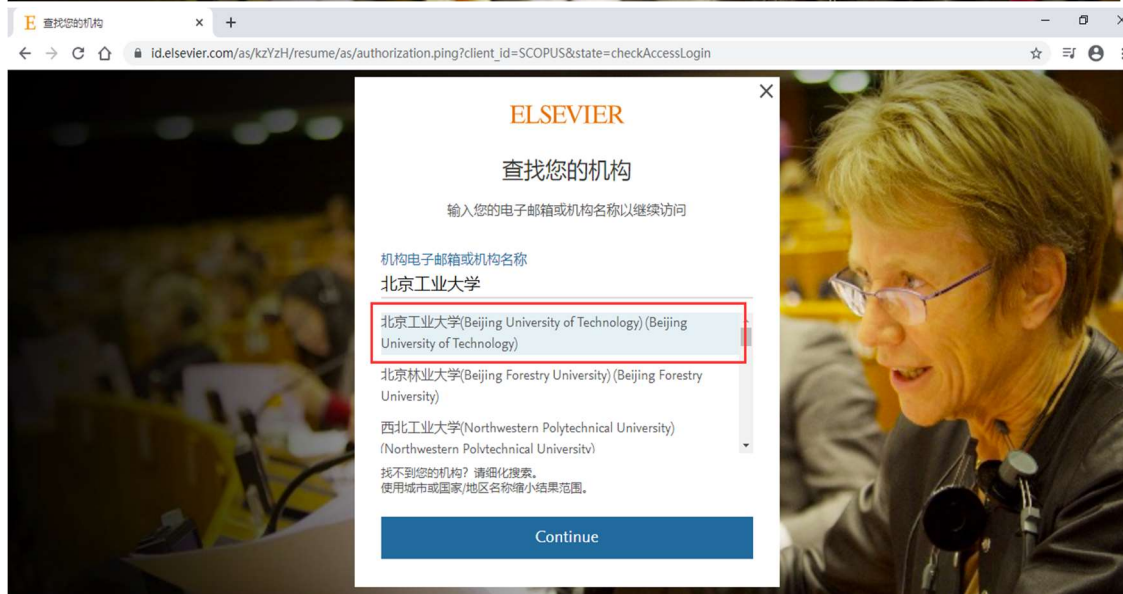 E 查找您的机构
id.elsevier.com/as/kzYzH/resume/as/authorization.ping?client_id=SCOPUS&state=checkAccessLogin
ELSEVIER
查找您的机构
输入您的电子邮箱或机构名称以继续访问
机构电子邮箱或机构名称
北京工业大学
北京工业大学(Beijing University of Technology) (Beijing
University of Technology)
北京林业大学(Beijing Forestry University) (Beijing Forestry
University)
西北工业大学(Northwestern Polytechnical University)
(Northwestern Polytechnical University)
找不到您的机构？请细化搜索。
使用城市或国家/地区名称缩小结果范围。
Continue